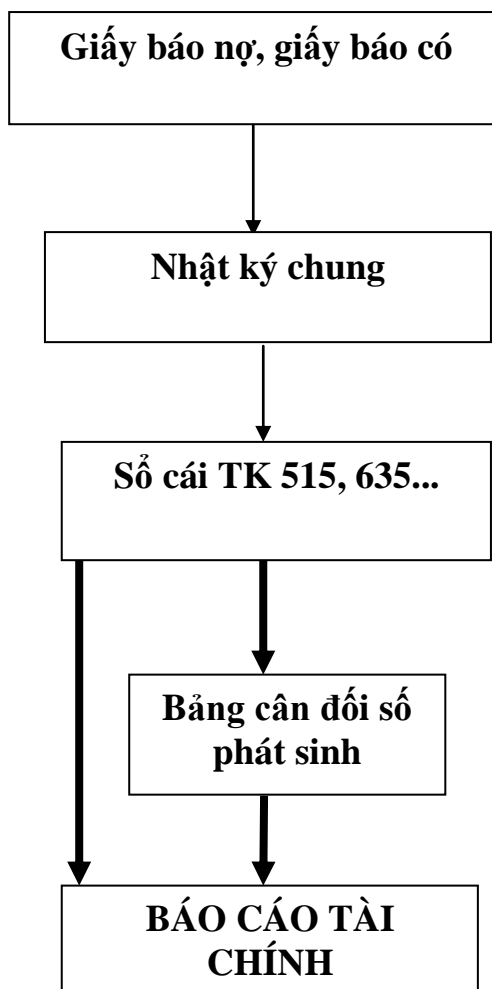 Giấy báo nợ, giấy báo có
Nhật ký chung
Sổ cái TK 515, 635...
Bảng cân đối số
phát sinh
BÁO CÁO TÀI
CHÍNH